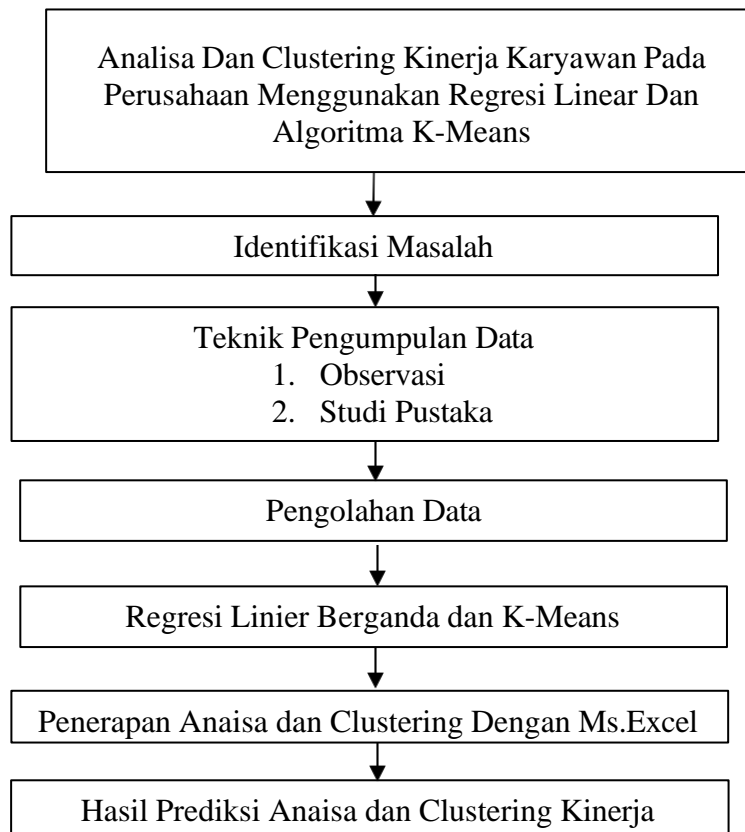 Analisa Dan Clustering Kinerja Karyawan Pada
Perusahaan Menggunakan Regresi Linear Dan
Algoritma K-Means
Identifikasi Masalah
Teknik Pengumpulan Data
1. Observasi
2. Studi Pustaka
Pengolahan Data
Regresi Linier Berganda dan K-Means
Penerapan Anaisa dan Clustering Dengan Ms.Excel
Hasil Prediksi Anaisa dan Clustering Kinerja